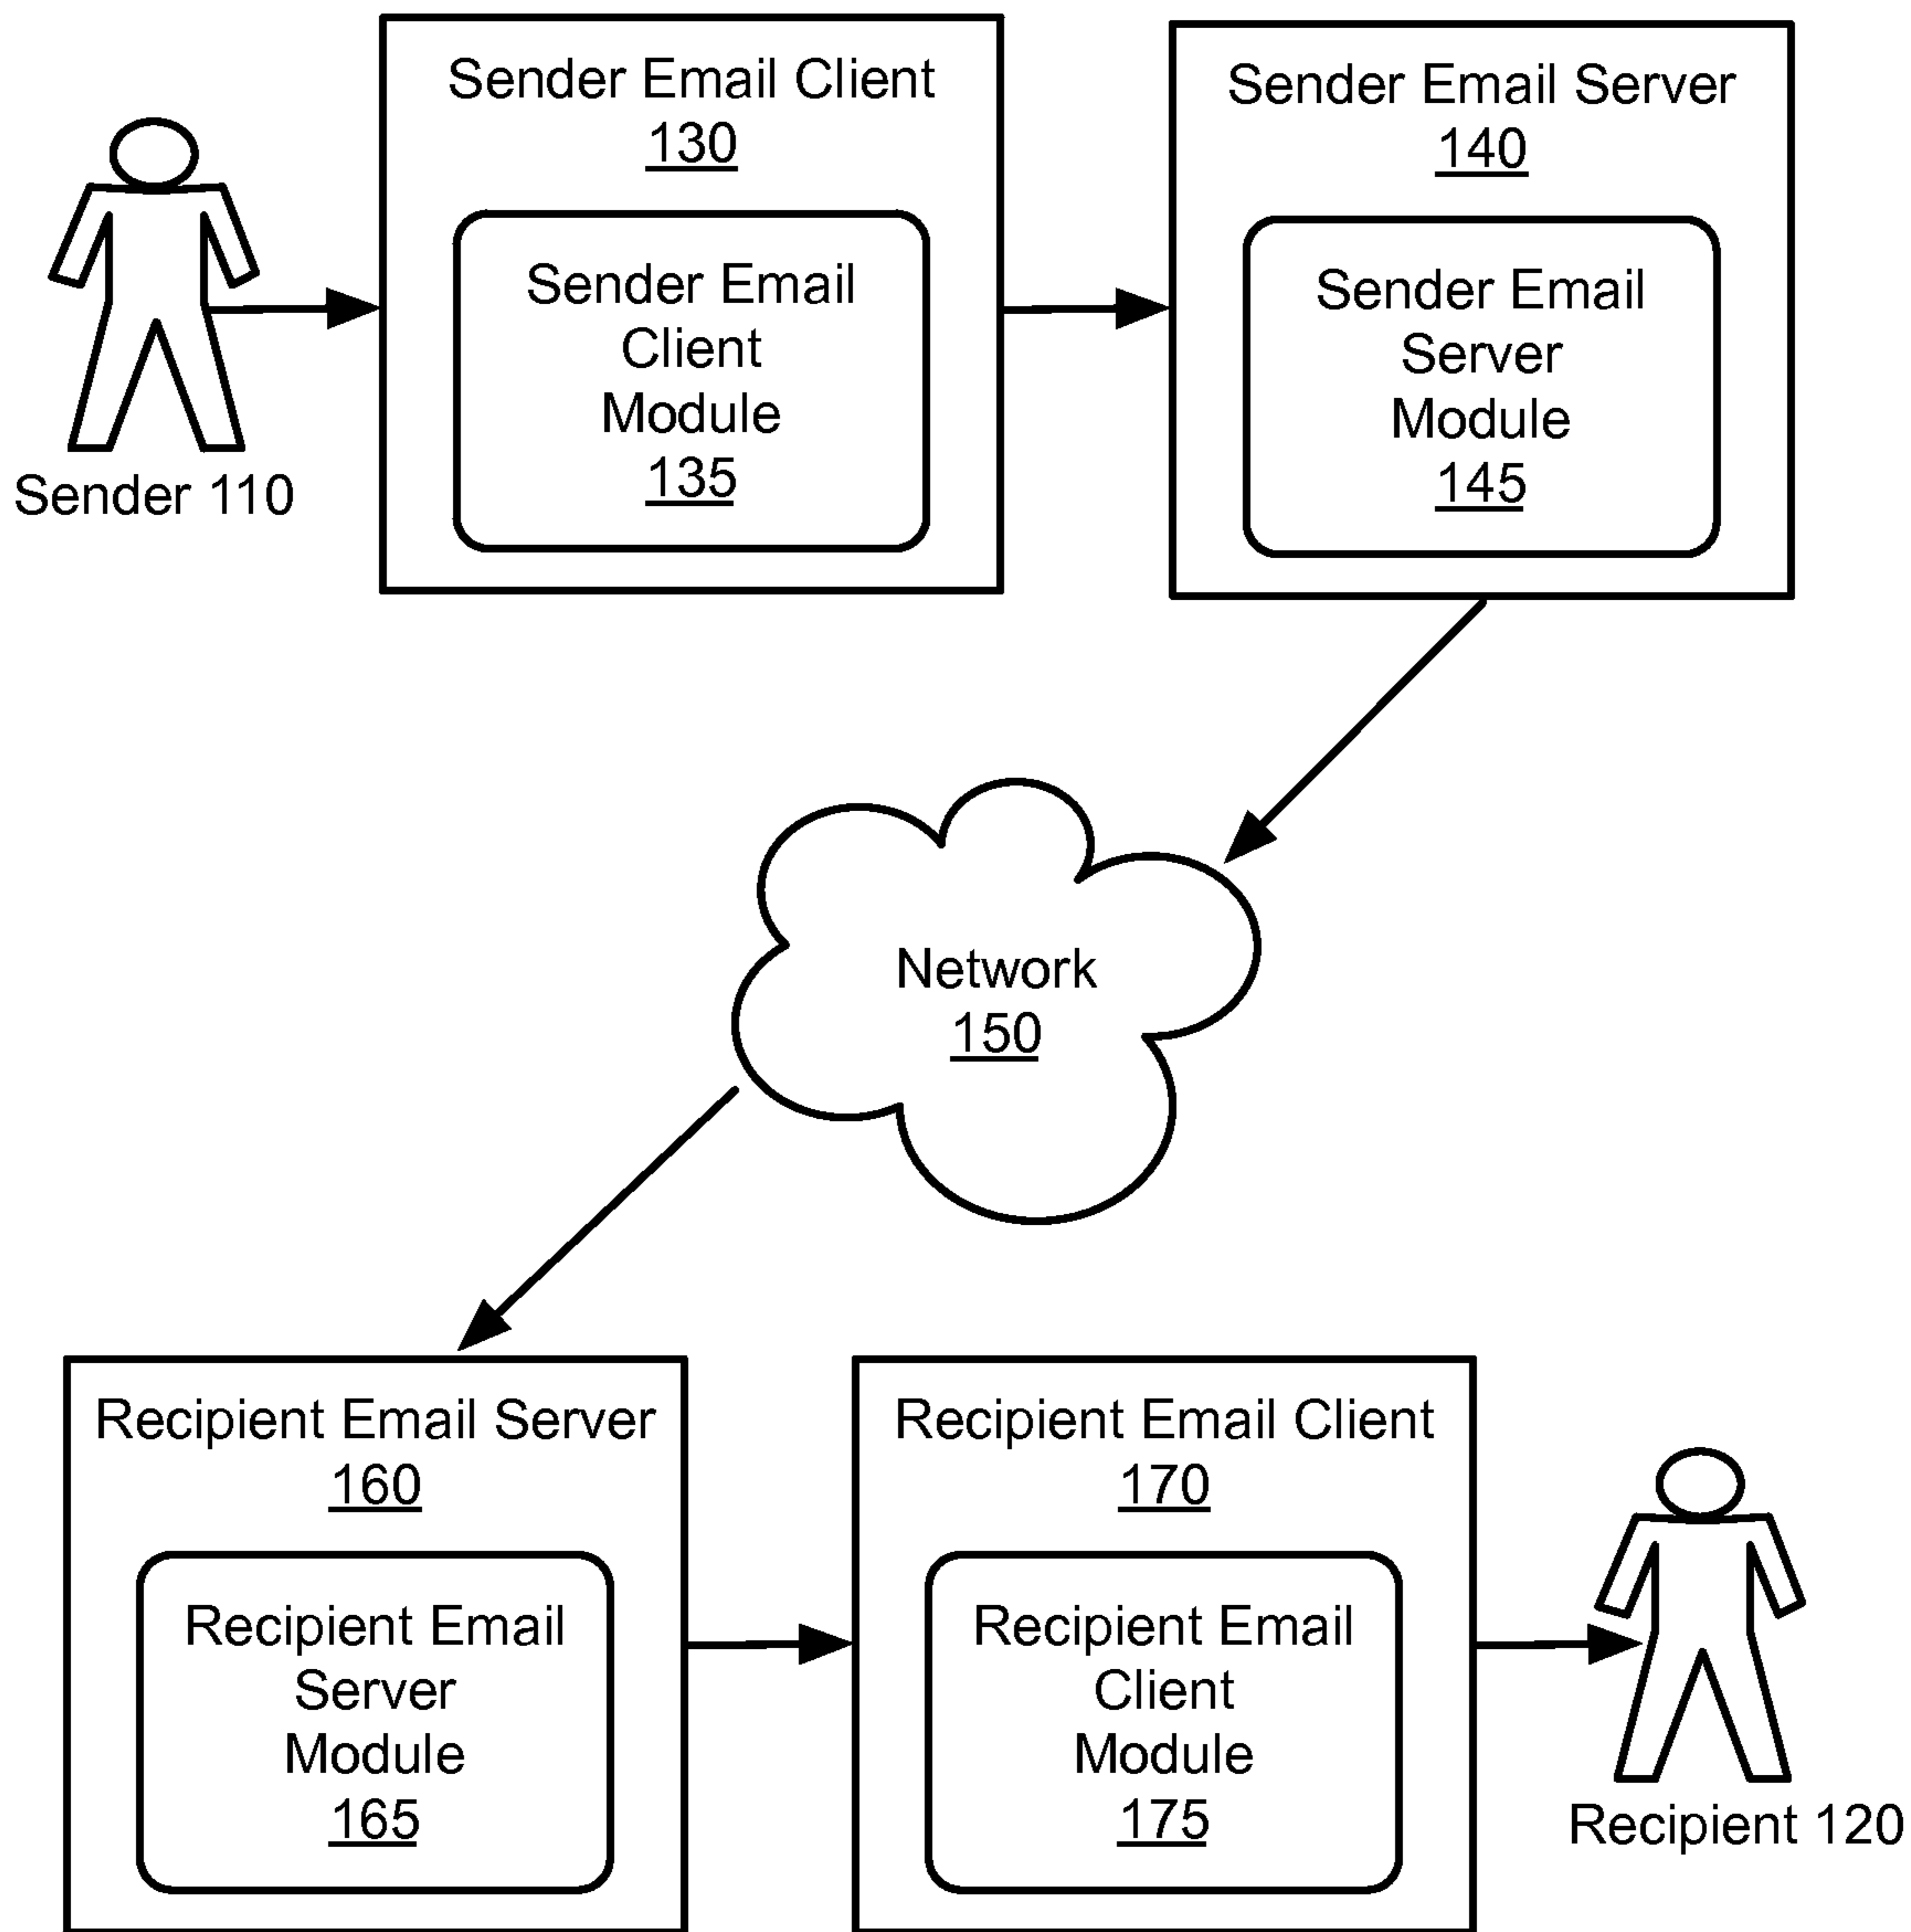 Sender Email Client
130
Sender Email
Client
Module
135
Sender Email Server
140
Sender Email
Server
Module
145
Sender 110
Network
150
Recipient Email Server
160
Recipient Email
Server
Module
165
Recipient Email Client
170
Recipient Email
Client
Module
175
Recipient 120